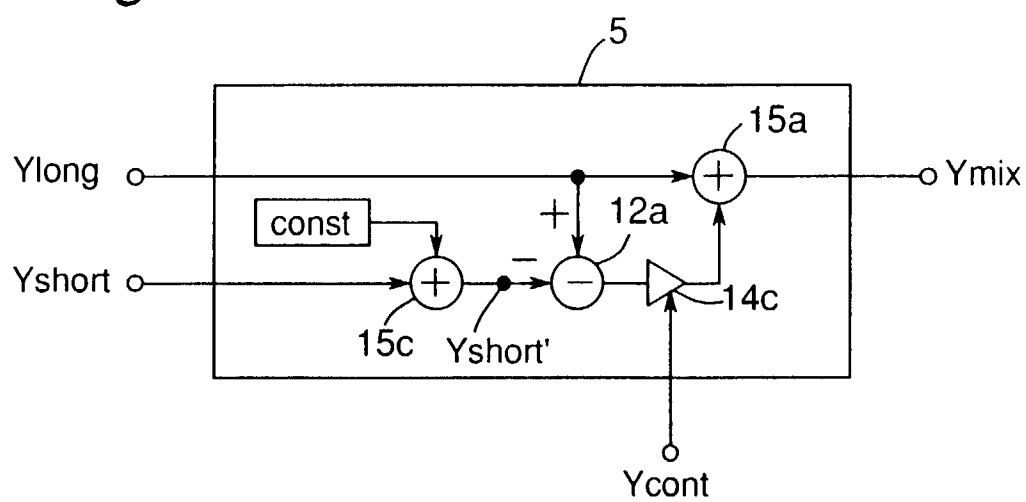 5
15a
Ylong
Ymix
+
+
12a
const
−
Yshort
+
−
14c
15c
Yshort'
Ycont